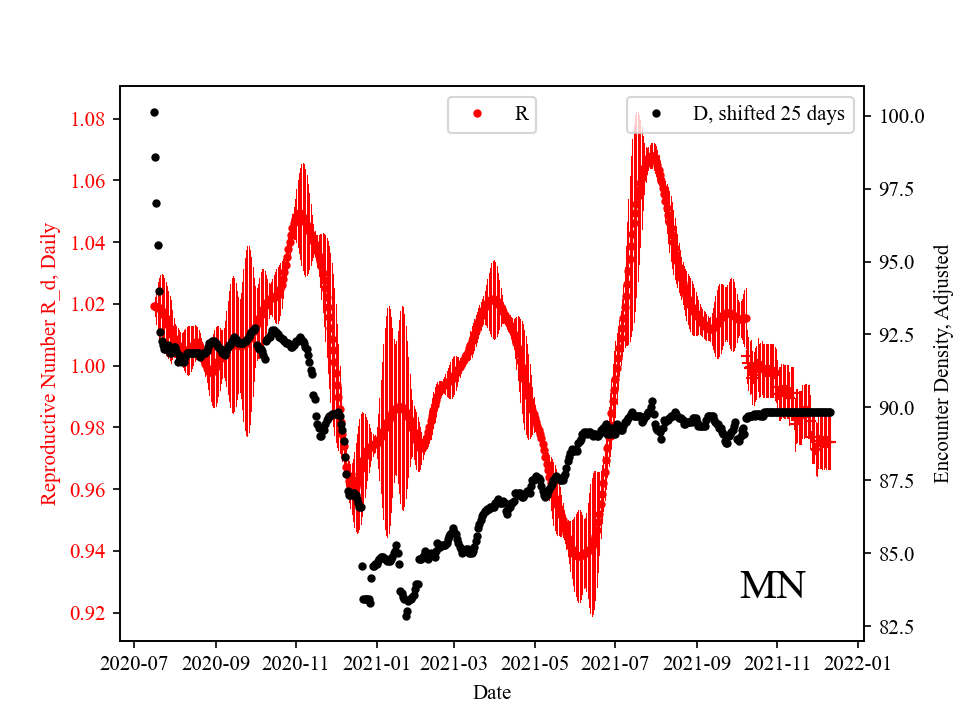 R
D, shifted 25 days
Reproductive Number R_d, Daily
1.08
1.06
1.04
1.02
1.00
0.98
0.96
0.94
0.92
100.0
97.5
95.0
92.5
90.0
87.5
85.0
82.5
Encounter Density, Adjusted
MN
2020-07 2020-09 2020-11 2021-01 2021-03 2021-05 2021-07 2021-09 2021-11 2022-01
Date